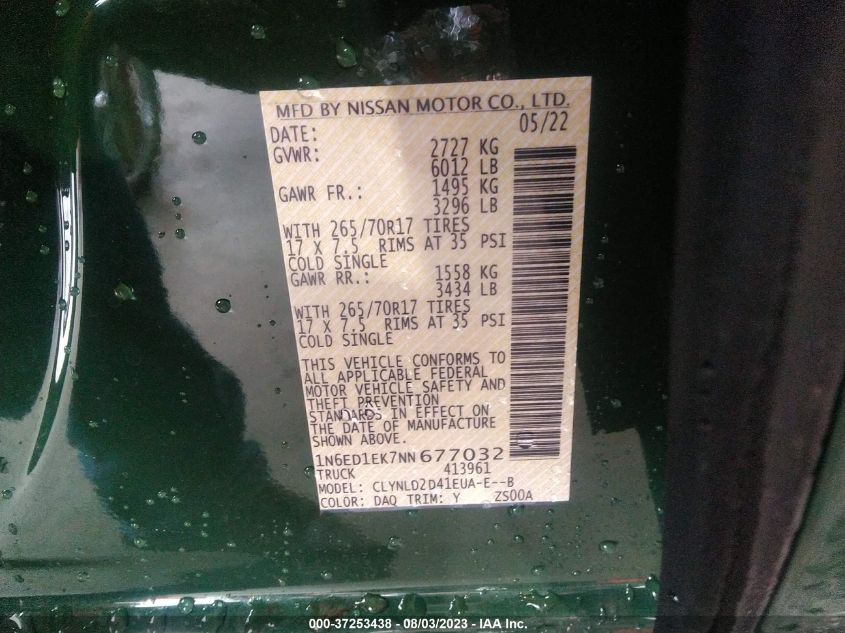 MFD BY NISSAN MOTOR CO., LTD.
DATE: 05/22
GVWR: 2727 KG
6012 LB
GAWR FR.: 1495 KG
3296 LB
WITH 265/70R17 TIRES
17 X 7.5 RIMS AT 35 PSI
COLD SINGLE
GAWR RR.: 1558 KG
3434 LB
WITH 265/70R17 TIRES
17 X 7.5 RIMS AT 35 PSI
COLD SINGLE
THIS VEHICLE CONFORMS TO
ALL APPLICABLE FEDERAL
MOTOR VEHICLE SAFETY AND
THEFT PREVENTION
STANDARDS IN EFFECT ON
THE DATE OF MANUFACTURE
SHOWN ABOVE.
1N6ED1EK7NN677032
TRUCK 413961
MODEL: CLYNLD2D41EUA-E--B
COLOR: DAQ TRIM: Y ZS00A
000-37253438 - 08/03/2023 - IAA Inc.